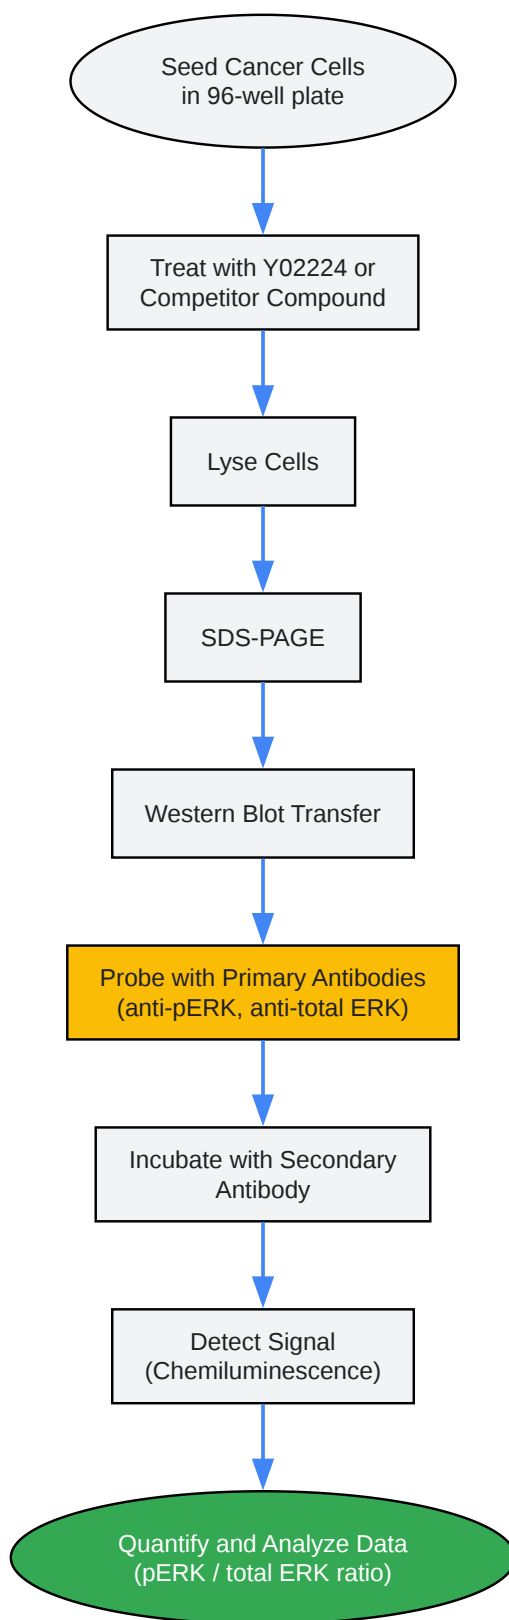 Seed Cancer Cells
in 96-well plate
Treat with Y02224 or
Competitor Compound
Lyse Cells
SDS-PAGE
Western Blot Transfer
Probe with Primary Antibodies
(anti-pERK, anti-total ERK)
Incubate with Secondary
Antibody
Detect Signal
(Chemiluminescence)
Quantify and Analyze Data
(pERK / total ERK ratio)